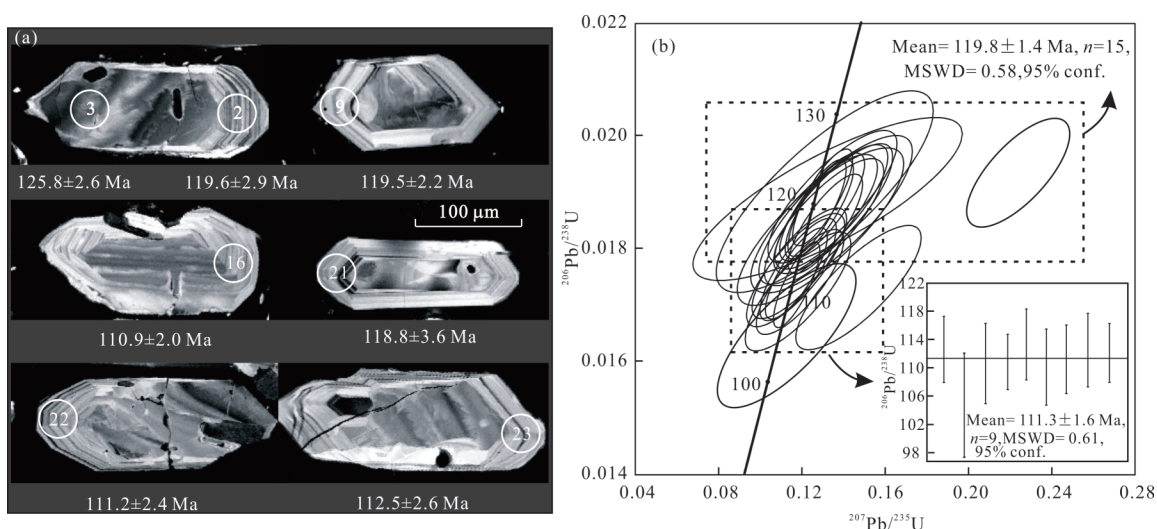 (a)
3
2
9
125.8±2.6 Ma
119.6±2.9 Ma
119.5±2.2 Ma
100 μm
16
21
110.9±2.0 Ma
118.8±3.6 Ma
22
23
111.2±2.4 Ma
112.5±2.6 Ma
(b)
Mean= 119.8±1.4 Ma, n=15,
MSWD= 0.58,95% conf.
0.022
0.020
0.018
0.016
0.014
²⁰⁶Pb/²³⁸U
130
120
110
100
122
118
114
110
106
102
98
²⁰⁶Pb/²³⁸U
Mean= 111.3±1.6 Ma,
n=9,MSWD= 0.61,
95% conf.
0.04
0.08
0.12
0.16
0.20
0.24
0.28
²⁰⁷Pb/²³⁵U